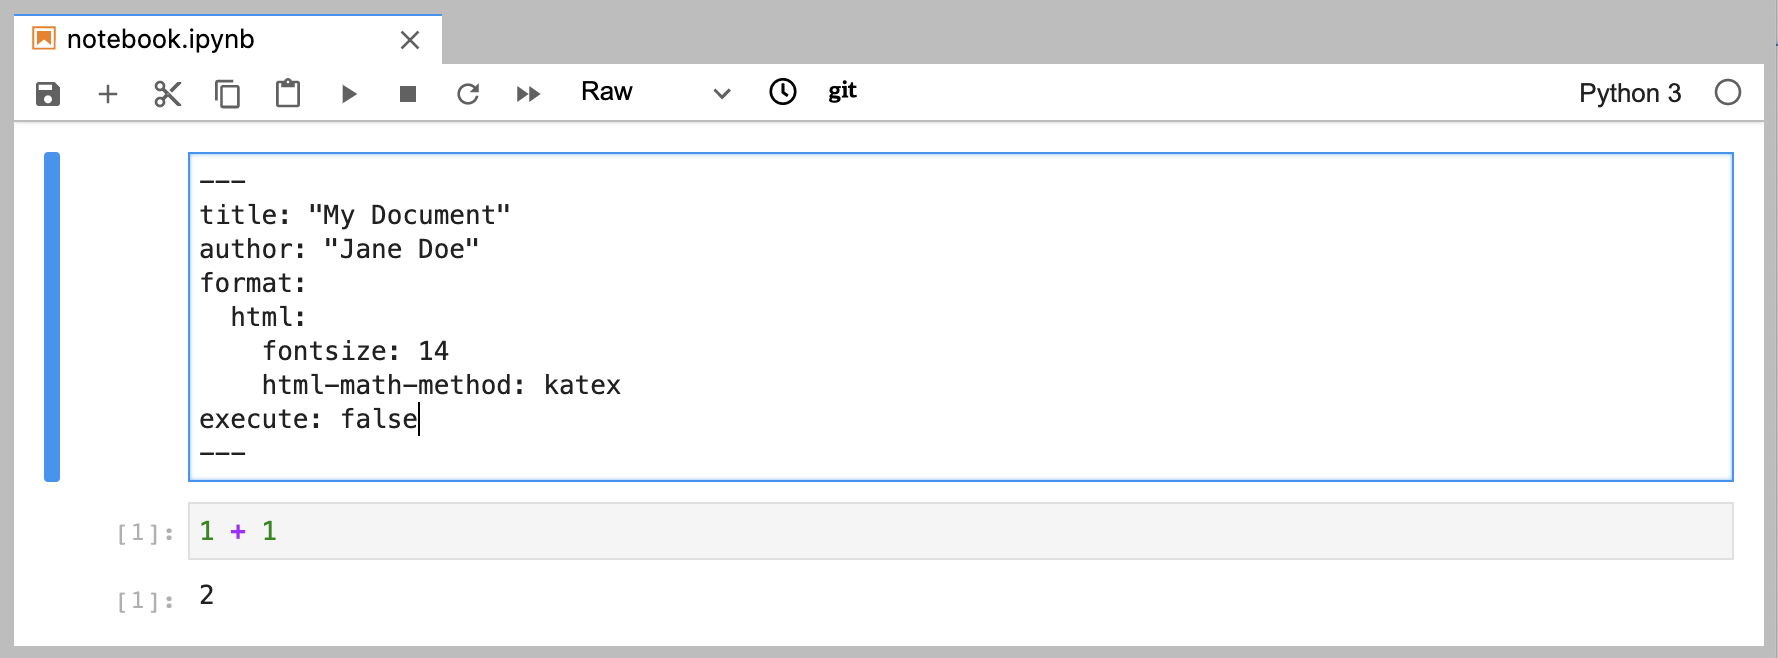 notebook.ipynb
Raw git Python 3
---
title: "My Document"
author: "Jane Doe"
format:
  html:
    fontsize: 14
    html-math-method: katex
execute: false
---
[1]: 1 + 1
[1]: 2